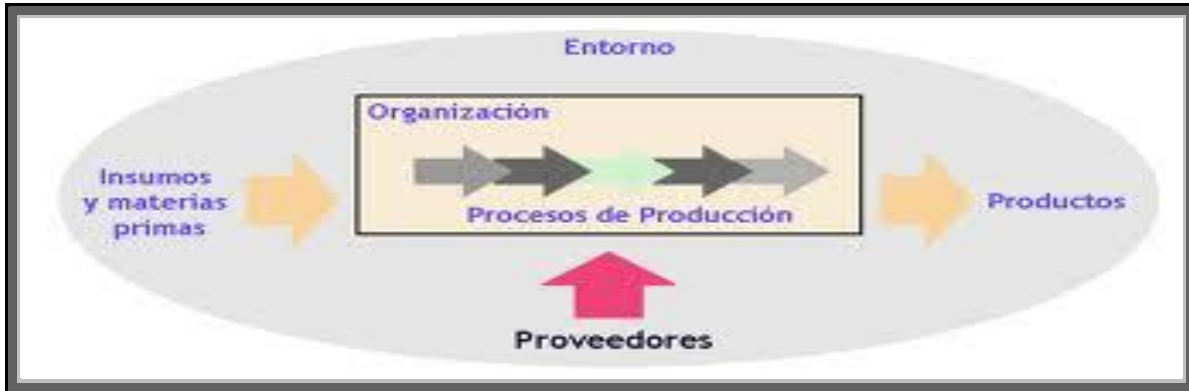 Entorno
Organización
Insumos
y materias
primas
Procesos de Producción
Productos
Proveedores